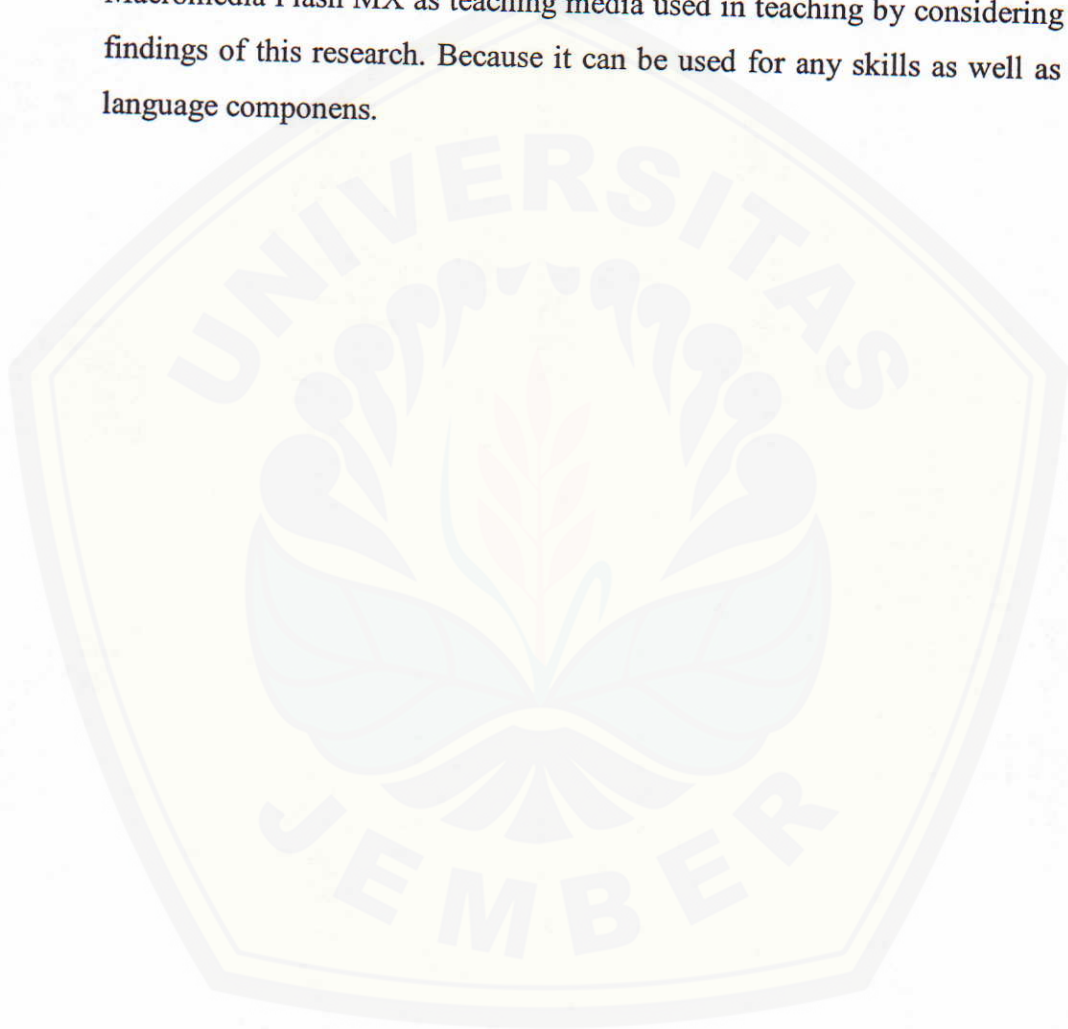 Macromedia Flash MX as teaching media used in teaching by considering
findings of this research. Because it can be used for any skills as well as
language componens.
UNIVERSITAS
JEMBER